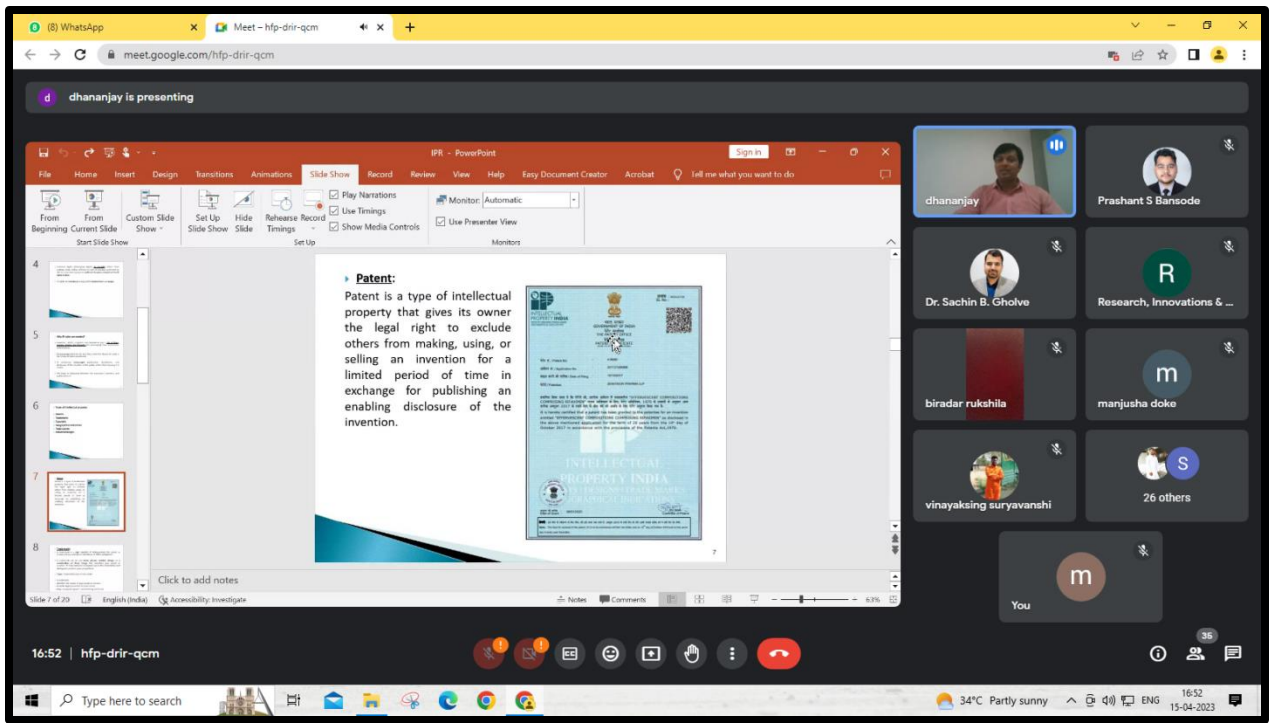 (8) WhatsApp
Meet – hfp-drir-qcm
meet.google.com/hfp-drir-qcm
d
dhananjay is presenting
IPR - PowerPoint
Sign in
File Home Insert Design Transitions Animations Slide Show Record Review View Help Easy Document Creator Acrobat Tell me what you want to do
From Beginning
From Current Slide
Custom Slide Show
Set Up Slide Show
Hide Slide
Rehearse Timings
Record
Play Narrations
Use Timings
Show Media Controls
Monitor: Automatic
Use Presenter View
Start Slide Show
Set Up
Monitors
4
5
6
7
8
Patent:
Patent is a type of intellectual
property that gives its owner
the legal right to exclude
others from making, using, or
selling an invention for a
limited period of time in
exchange for publishing an
enabling disclosure of the
invention.
INTELLECTUAL
PROPERTY INDIA
7
Click to add notes
Slide 7 of 20 English (India) Accessibility: Investigate
Notes Comments 63%
dhananjay
Prashant S Bansode
Dr. Sachin B. Gholve
R
Research, Innovations & ...
biradar rukshila
m
manjusha doke
vinayaksing suryavanshi
S
26 others
m
You
16:52 | hfp-drir-qcm
CC
35
Type here to search
34°C Partly sunny
ENG
16:52
15-04-2023